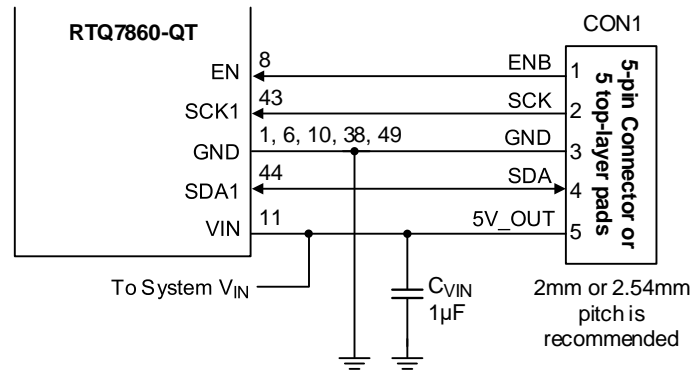 RTQ7860-QT
CON1
EN 8 ENB 1
SCK1 43 SCK 2
GND 1, 6, 10, 38, 49 GND 3
SDA1 44 SDA 4
VIN 11 5V_OUT 5
5-pin Connector or
5 top-layer pads
To System VIN
CVIN
1µF
2mm or 2.54mm
pitch is
recommended